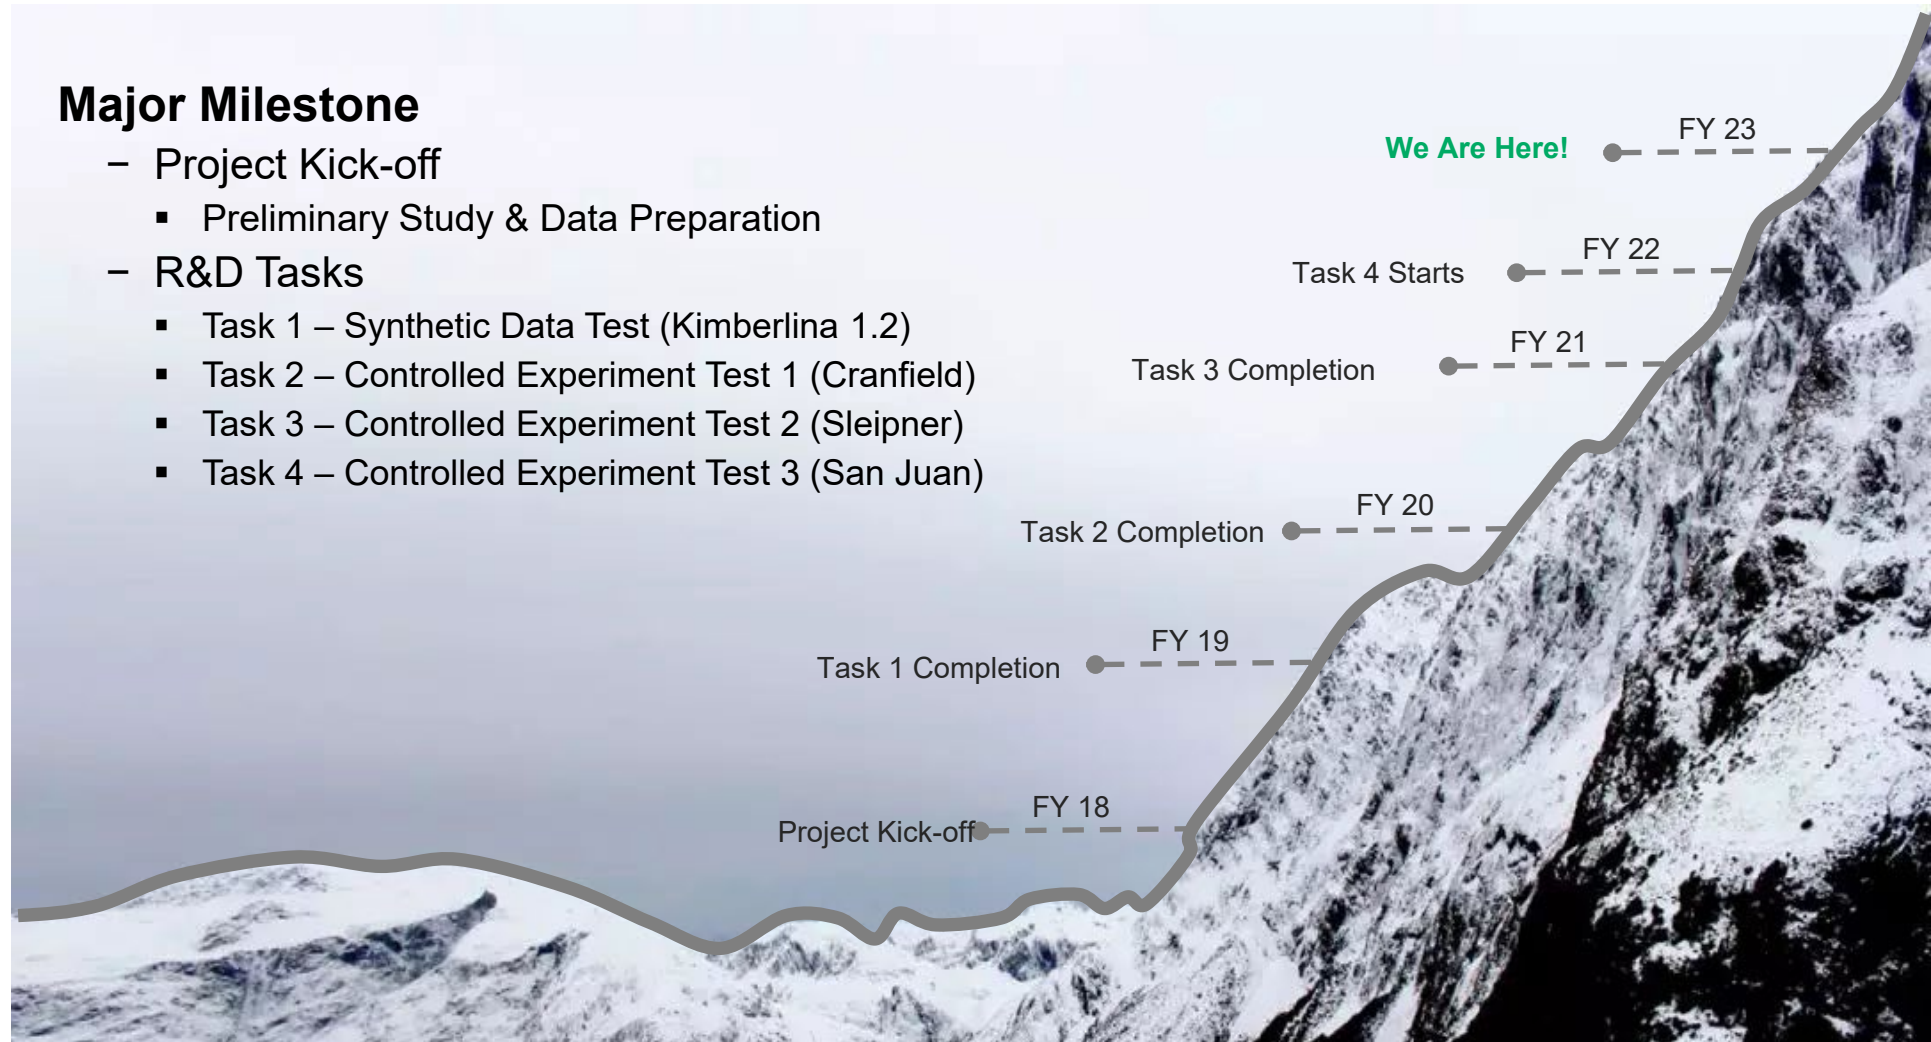 Major Milestone
− Project Kick-off
▪ Preliminary Study & Data Preparation
− R&D Tasks
▪ Task 1 – Synthetic Data Test (Kimberlina 1.2)
▪ Task 2 – Controlled Experiment Test 1 (Cranfield)
▪ Task 3 – Controlled Experiment Test 2 (Sleipner)
▪ Task 4 – Controlled Experiment Test 3 (San Juan)
We Are Here! FY 23
Task 4 Starts FY 22
Task 3 Completion FY 21
Task 2 Completion FY 20
Task 1 Completion FY 19
Project Kick-off FY 18